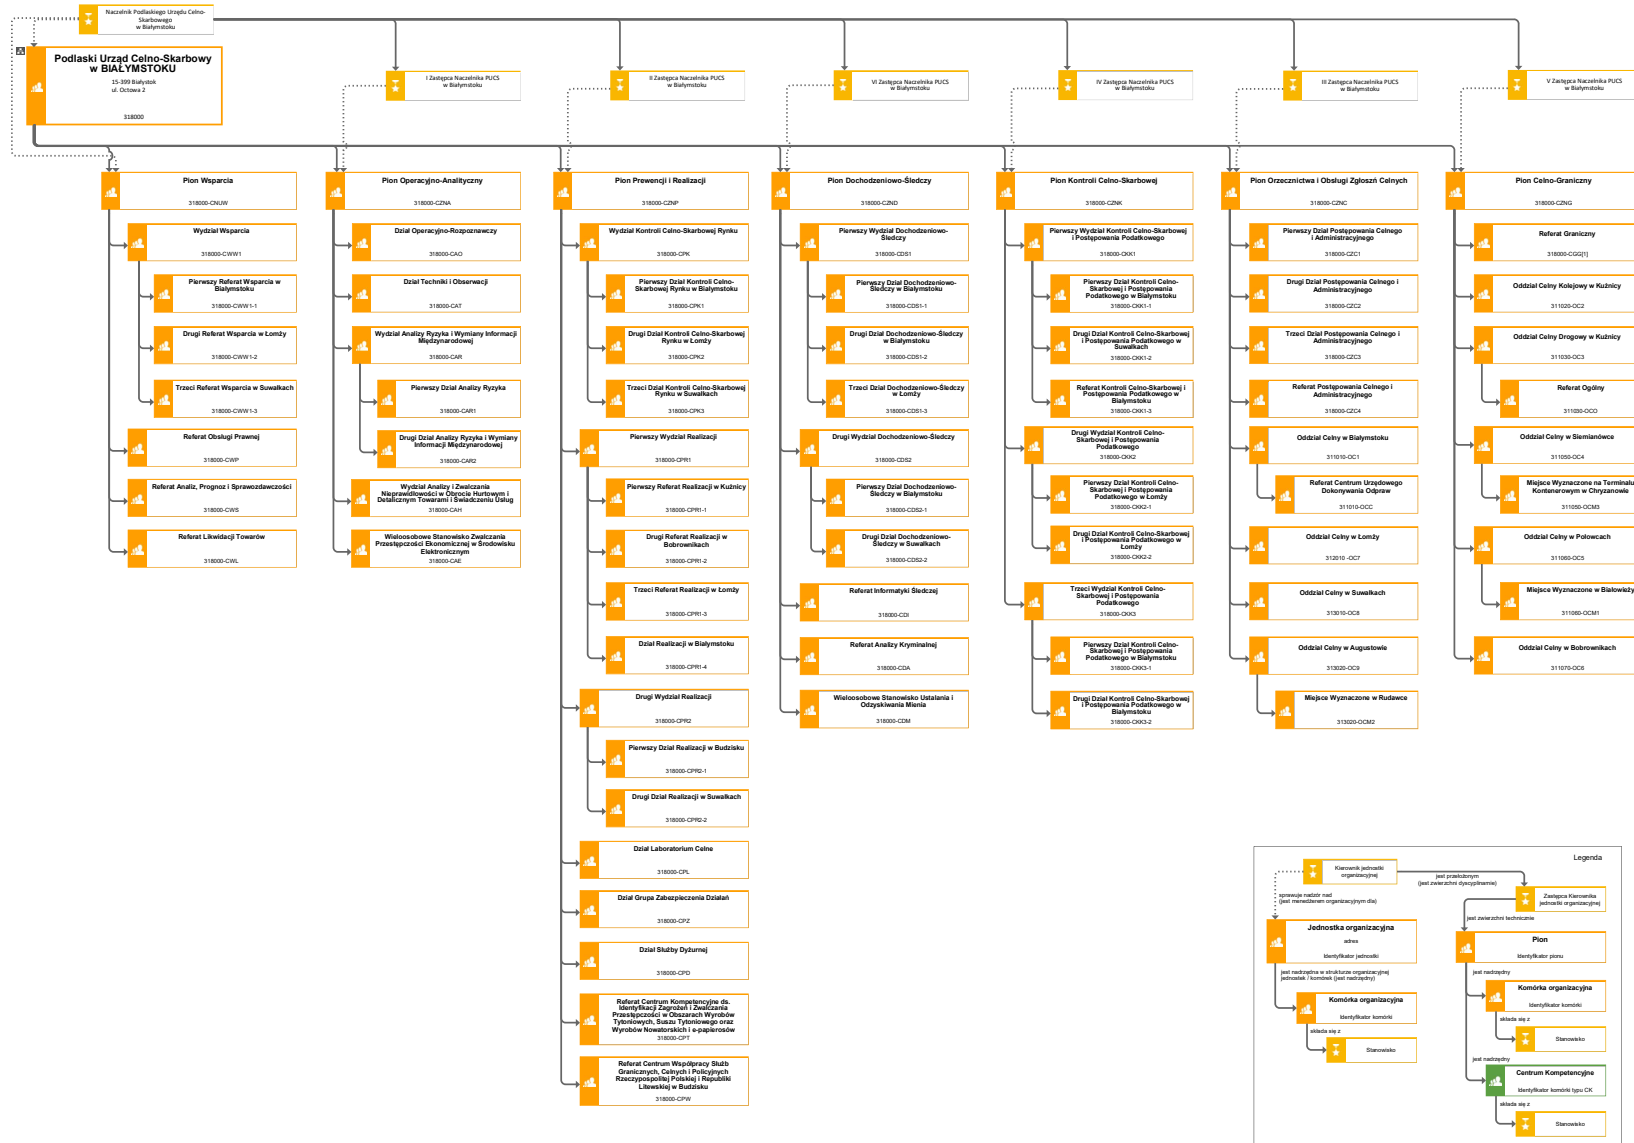 Naczelnik Podlaskiego Urzędu Celno-
Skarbowego
w Białymstoku
Podlaski Urząd Celno-Skarbowy
w BIAŁYMSTOKU
15-399 Białystok
ul. Octowa 2
318000
I Zastępca Naczelnika PUCS
w Białymstoku
II Zastępca Naczelnika PUCS
w Białymstoku
VI Zastępca Naczelnika PUCS
w Białymstoku
IV Zastępca Naczelnika PUCS
w Białymstoku
III Zastępca Naczelnika PUCS
w Białymstoku
V Zastępca Naczelnika PUCS
w Białymstoku
Pion Wsparcia
318000-CNUW
Wydział Wsparcia
318000-CWW1
Pierwszy Referat Wsparcia w
Białymstoku
318000-CWW1-1
Drugi Referat Wsparcia w Łomży
318000-CWW1-2
Trzeci Referat Wsparcia w Suwałkach
318000-CWW1-3
Referat Obsługi Prawnej
318000-CWP
Referat Analiz, Prognoz i Sprawozdawczości
318000-CWS
Referat Likwidacji Towarów
318000-CWL
Pion Operacyjno-Analityczny
318000-CZNA
Dział Operacyjno-Rozpoznawczy
318000-CAO
Dział Techniki i Obserwacji
318000-CAT
Wydział Analizy Ryzyka i Wymiany Informacji
Międzynarodowej
318000-CAR
Pierwszy Dział Analizy Ryzyka
318000-CAR1
Drugi Dział Analizy Ryzyka i Wymiany
Informacji Międzynarodowej
318000-CAR2
Wydział Analizy i Zwalczania
Nieprawidłowości w Obrocie Hurtowym i
Detalicznym Towarami i Świadczeniu Usług
318000-CAH
Wieloosobowe Stanowisko Zwalczania
Przestępczości Ekonomicznej w Środowisku
Elektronicznym
318000-CAE
Pion Prewencji i Realizacji
318000-CZNP
Wydział Kontroli Celno-Skarbowej Rynku
318000-CPK
Pierwszy Dział Kontroli Celno-
Skarbowej Rynku w Białymstoku
318000-CPK1
Drugi Dział Kontroli Celno-Skarbowej
Rynku w Łomży
318000-CPK2
Trzeci Dział Kontroli Celno-Skarbowej
Rynku w Suwałkach
318000-CPK3
Pierwszy Wydział Realizacji
318000-CPR1
Pierwszy Referat Realizacji w Kuźnicy
318000-CPR1-1
Drugi Referat Realizacji w
Bobrownikach
318000-CPR1-2
Trzeci Referat Realizacji w Łomży
318000-CPR1-3
Dział Realizacji w Białymstoku
318000-CPR1-4
Drugi Wydział Realizacji
318000-CPR2
Pierwszy Dział Realizacji w Budzisku
318000-CPR2-1
Drugi Dział Realizacji w Suwałkach
318000-CPR2-2
Dział Laboratorium Celne
318000-CPL
Dział Grupa Zabezpieczenia Działań
318000-CPZ
Dział Służby Dyżurnej
318000-CPD
Referat Centrum Kompetencyjne ds.
Identyfikacji Zagrożeń i Zwalczania
Przestępczości w Obszarach Wyrobów
Tytoniowych, Suszu Tytoniowego oraz
Wyrobów Nowatorskich i e-papierosów
318000-CPT
Referat Centrum Współpracy Służb
Granicznych, Celnych i Policyjnych
Rzeczypospolitej Polskiej i Republiki
Litewskiej w Budzisku
318000-CPW
Pion Dochodzeniowo-Śledczy
318000-CZND
Pierwszy Wydział Dochodzeniowo-
Śledczy
318000-CDS1
Pierwszy Dział Dochodzeniowo-
Śledczy w Białymstoku
318000-CDS1-1
Drugi Dział Dochodzeniowo-Śledczy
w Białymstoku
318000-CDS1-2
Trzeci Dział Dochodzeniowo-Śledczy
w Łomży
318000-CDS1-3
Drugi Wydział Dochodzeniowo-Śledczy
318000-CDS2
Pierwszy Dział Dochodzeniowo-
Śledczy w Białymstoku
318000-CDS2-1
Drugi Dział Dochodzeniowo-
Śledczy w Suwałkach
318000-CDS2-2
Referat Informatyki Śledczej
318000-CDI
Referat Analizy Kryminalnej
318000-CDA
Wieloosobowe Stanowisko Ustalania i
Odzyskiwania Mienia
318000-CDM
Pion Kontroli Celno-Skarbowej
318000-CZNK
Pierwszy Wydział Kontroli Celno-Skarbowej
i Postępowania Podatkowego
318000-CKK1
Pierwszy Dział Kontroli Celno-
Skarbowej i Postępowania
Podatkowego w Białymstoku
318000-CKK1-1
Drugi Dział Kontroli Celno-Skarbowej
i Postępowania Podatkowego w
Suwałkach
318000-CKK1-2
Referat Kontroli Celno-Skarbowej i
Postępowania Podatkowego w
Białymstoku
318000-CKK1-3
Drugi Wydział Kontroli Celno-
Skarbowej i Postępowania
Podatkowego
318000-CKK2
Pierwszy Dział Kontroli Celno-
Skarbowej i Postępowania
Podatkowego w Łomży
318000-CKK2-1
Drugi Dział Kontroli Celno-Skarbowej
i Postępowania Podatkowego w
Łomży
318000-CKK2-2
Trzeci Wydział Kontroli Celno-
Skarbowej i Postępowania
Podatkowego
318000-CKK3
Pierwszy Dział Kontroli Celno-
Skarbowej i Postępowania
Podatkowego w Białymstoku
318000-CKK3-1
Drugi Dział Kontroli Celno-Skarbowej
i Postępowania Podatkowego w
Białymstoku
318000-CKK3-2
Pion Orzecznictwa i Obsługi Zgłoszń Celnych
318000-CZNC
Pierwszy Dział Postępowania Celnego
i Administracyjnego
318000-CZC1
Drugi Dział Postępowania Celnego i
Administracyjnego
318000-CZC2
Trzeci Dział Postępowania Celnego i
Administracyjnego
318000-CZC3
Referat Postępowania Celnego i
Administracyjnego
318000-CZC4
Oddział Celny w Białymstoku
311010-OC1
Referat Centrum Urzędowego
Dokonywania Odpraw
311010-OCC
Oddział Celny w Łomży
312010 -OC7
Oddział Celny w Suwałkach
313010-OC8
Oddział Celny w Augustowie
313020-OC9
Miejsce Wyznaczone w Rudawce
313020-OCM2
Pion Celno-Graniczny
318000-CZNG
Referat Graniczny
318000-CGG[1]
Oddział Celny Kolejowy w Kuźnicy
311020-OC2
Oddział Celny Drogowy w Kuźnicy
311030-OC3
Referat Ogólny
311030-OCO
Oddział Celny w Siemianówce
311050-OC4
Miejsce Wyznaczone na Terminalu
Kontenerowym w Chryzanowie
311050-OCM3
Oddział Celny w Połowcach
311060-OC5
Miejsce Wyznaczone w Białowieży
311060-OCM1
Oddział Celny w Bobrownikach
311070-OC6
Legenda
Kierownik jednostki
organizacyjnej
jest przełożonym
(jest zwierzchni dyscyplinarnie)
sprawuje nadzór nad
(jest menedżerem organizacyjnym dla)
Zastępca Kierownika
jednostki organizacyjnej
jest zwierzchni technicznie
Jednostka organizacyjna
adres
Identyfikator jednostki
Pion
Identyfikator pionu
jest nadrzędna w strukturze organizacyjnej
jednostek / komórek (jest nadrzędny)
jest nadrzędny
Komórka organizacyjna
Identyfikator komórki
Komórka organizacyjna
Identyfikator komórki
składa się z
Stanowisko
składa się z
Stanowisko
jest nadrzędny
Centrum Kompetencyjne
Identyfikator komórki typu CK
składa się z
Stanowisko